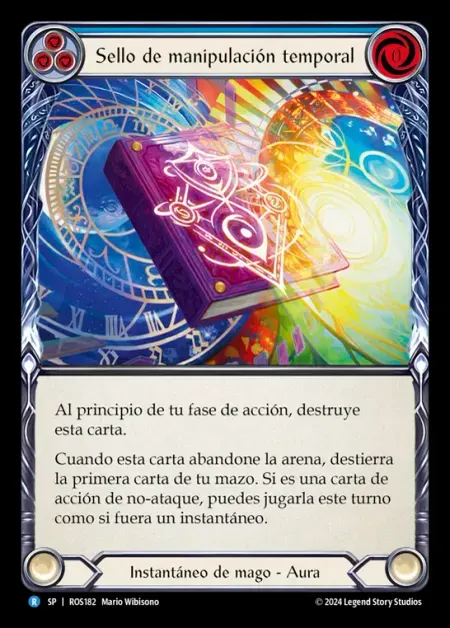 Sello de manipulación temporal
Al principio de tu fase de acción, destruye
esta carta.
Cuando esta carta abandone la arena, destierra
la primera carta de tu mazo. Si es una carta de
acción de no-ataque, puedes jugarla este turno
como si fuera un instantáneo.
Instantáneo de mago - Aura
R SP | ROS182 Mario Wibisono © 2024 Legend Story Studios